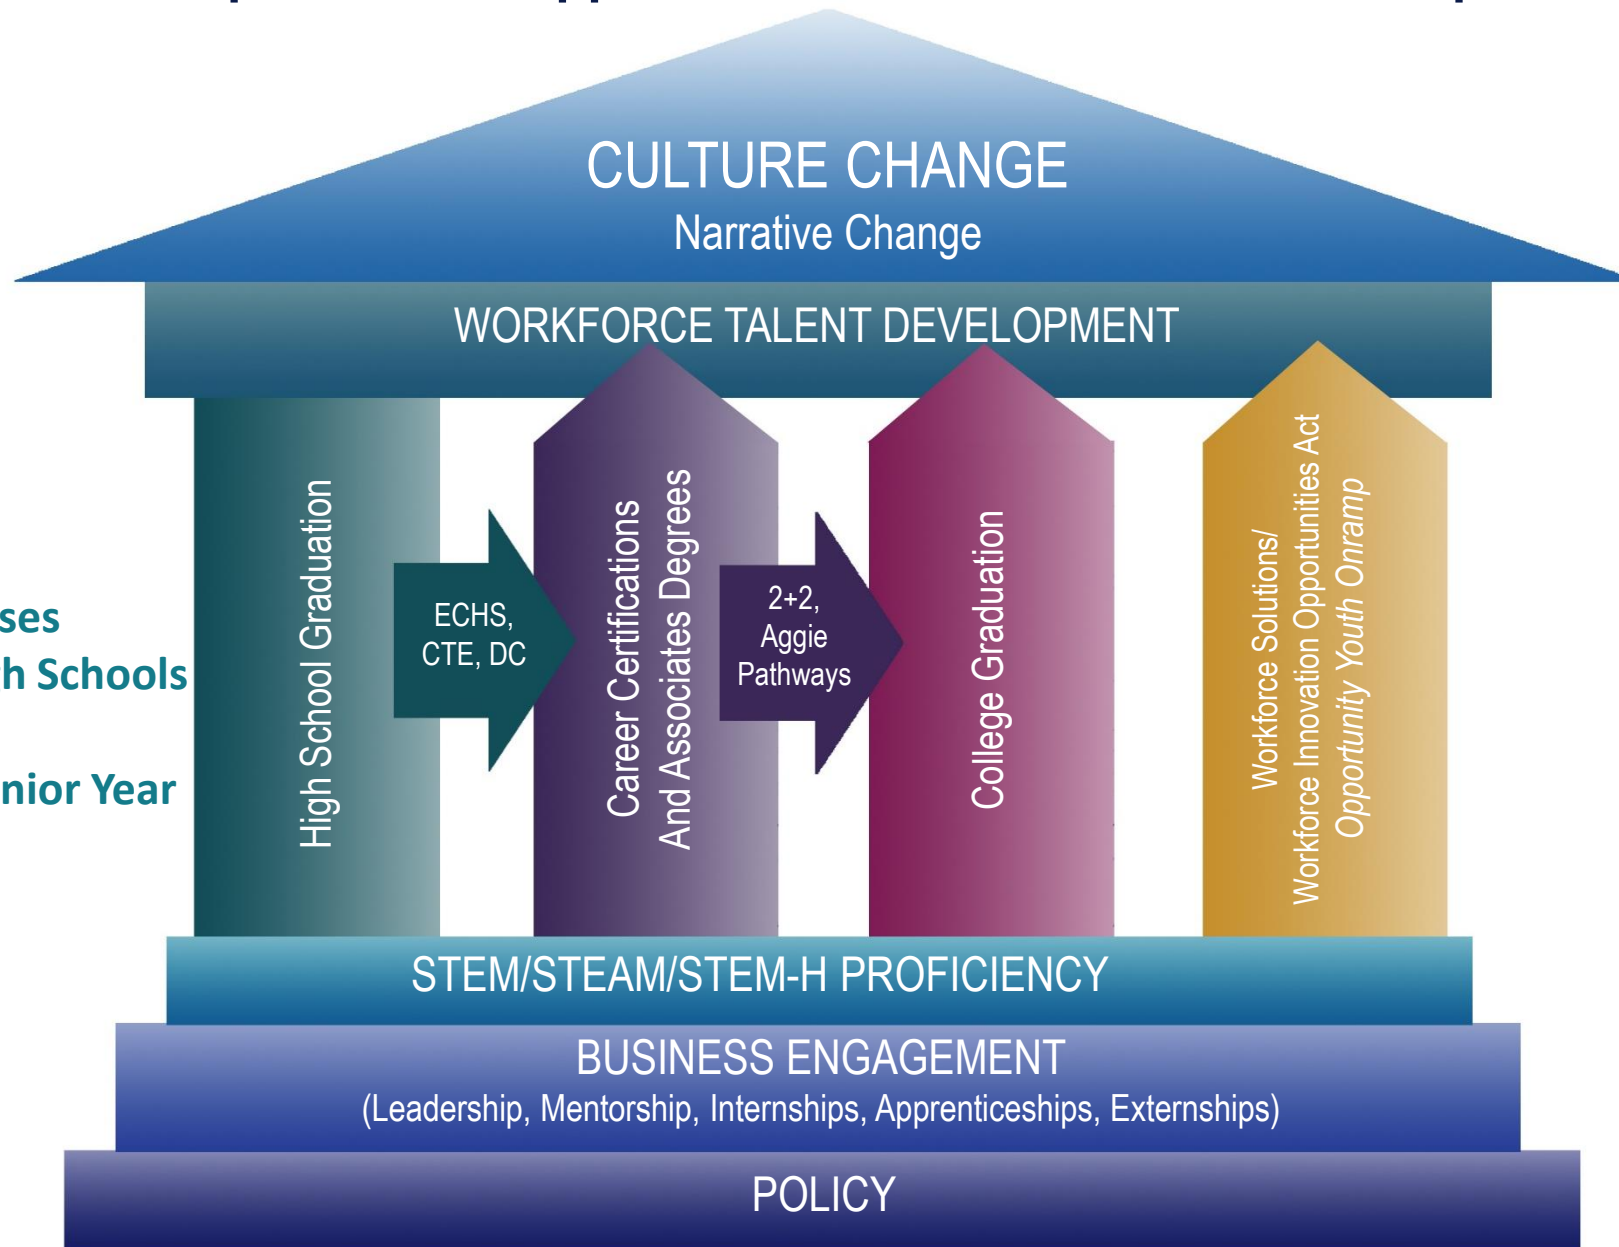 CULTURE CHANGE
Narrative Change
WORKFORCE TALENT DEVELOPMENT
High School Graduation
ECHS,
CTE, DC
Career Certifications
And Associates Degrees
2+2,
Aggie
Pathways
College Graduation
Workforce Solutions/
Workforce Innovation Opportunities Act
Opportunity Youth Onramp
Schools
Year
STEM/STEAM/STEM-H PROFICIENCY
BUSINESS ENGAGEMENT
(Leadership, Mentorship, Internships, Apprenticeships, Externships)
POLICY